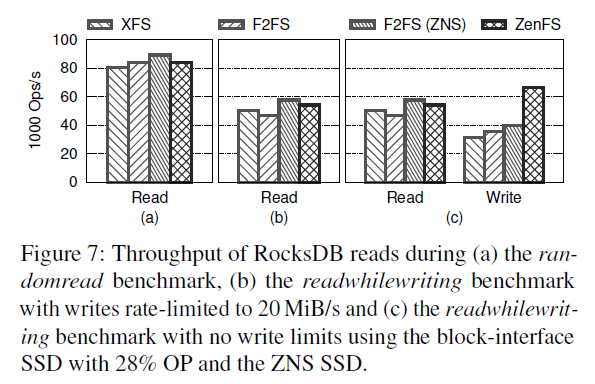 XFS F2FS F2FS (ZNS) ZenFS
1000 Ops/s
100
80
60
40
20
0
Read Read Read Write
(a) (b) (c)
Figure 7: Throughput of RocksDB reads during (a) the ran-
domread benchmark, (b) the readwhilewriting benchmark
with writes rate-limited to 20 MiB/s and (c) the readwhilewrit-
ing benchmark with no write limits using the block-interface
SSD with 28% OP and the ZNS SSD.